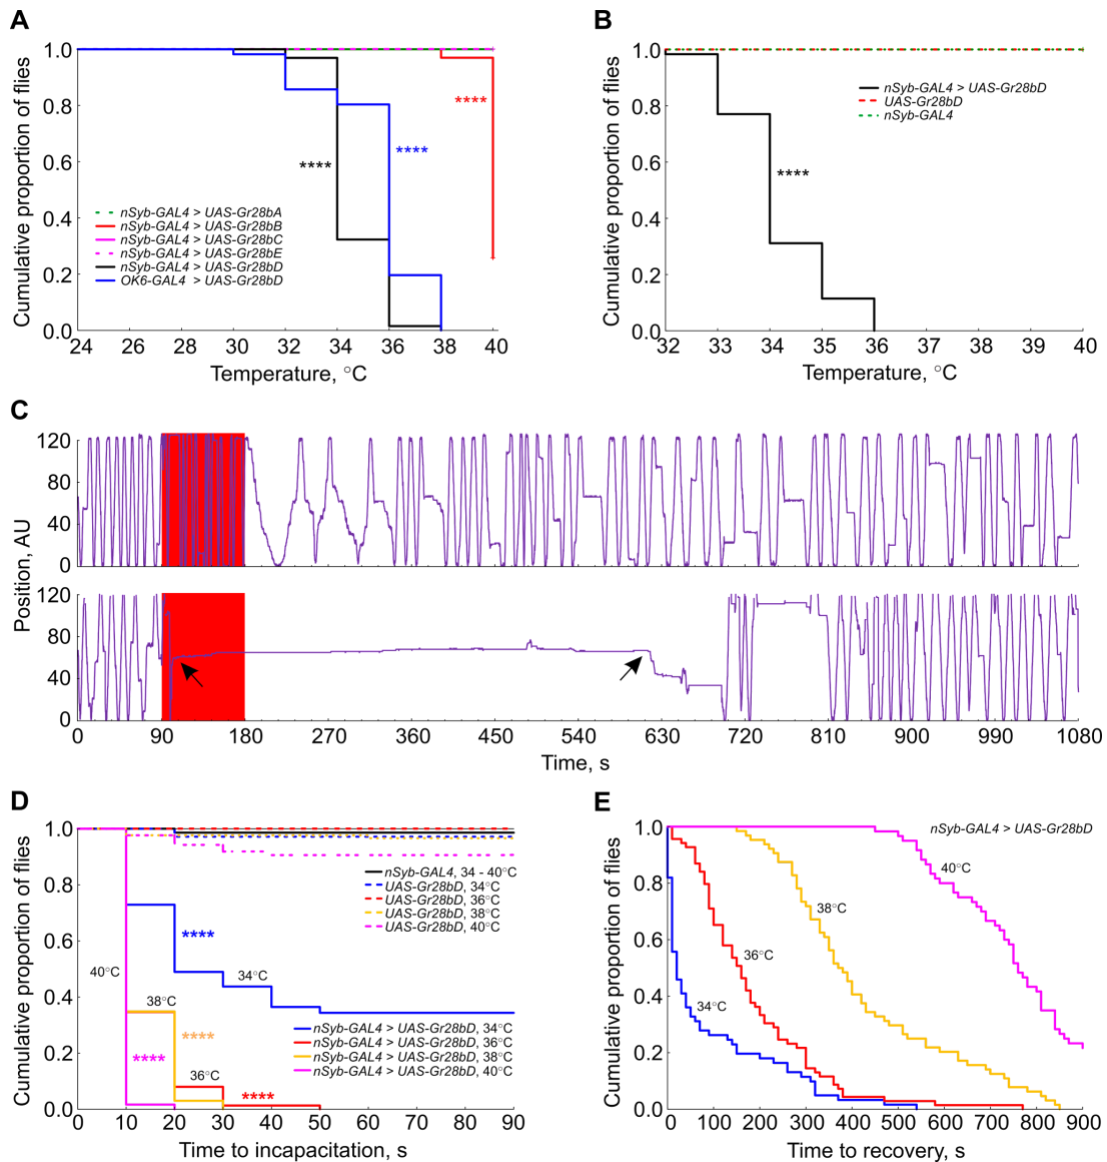 A
Cumulative proportion of flies
1.0
0.8
0.6
0.4
0.2
0.0
****
****
****
nSyb-GAL4 > UAS-Gr28bA
nSyb-GAL4 > UAS-Gr28bB
nSyb-GAL4 > UAS-Gr28bC
nSyb-GAL4 > UAS-Gr28bE
nSyb-GAL4 > UAS-Gr28bD
OK6-GAL4 > UAS-Gr28bD
24 26 28 30 32 34 36 38 40
Temperature, °C
B
Cumulative proportion of flies
1.0
0.8
0.6
0.4
0.2
0.0
nSyb-GAL4 > UAS-Gr28bD
UAS-Gr28bD
nSyb-GAL4
****
32 33 34 35 36 37 38 39 40
Temperature, °C
C
Position, AU
120
80
40
0
120
80
40
0
0 90 180 270 360 450 540 630 720 810 900 990 1080
Time, s
D
Cumulative proportion of flies
1.0
0.8
0.6
0.4
0.2
0.0
nSyb-GAL4, 34 - 40°C
UAS-Gr28bD, 34°C
UAS-Gr28bD, 36°C
UAS-Gr28bD, 38°C
UAS-Gr28bD, 40°C
****
40°C
34°C
38°C
****
****
36°C
****
nSyb-GAL4 > UAS-Gr28bD, 34°C
nSyb-GAL4 > UAS-Gr28bD, 36°C
nSyb-GAL4 > UAS-Gr28bD, 38°C
nSyb-GAL4 > UAS-Gr28bD, 40°C
0 10 20 30 40 50 60 70 80 90
Time to incapacitation, s
E
Cumulative proportion of flies
1.0
0.8
0.6
0.4
0.2
0.0
nSyb-GAL4 > UAS-Gr28bD
40°C
38°C
36°C
34°C
0 100 200 300 400 500 600 700 800 900
Time to recovery, s